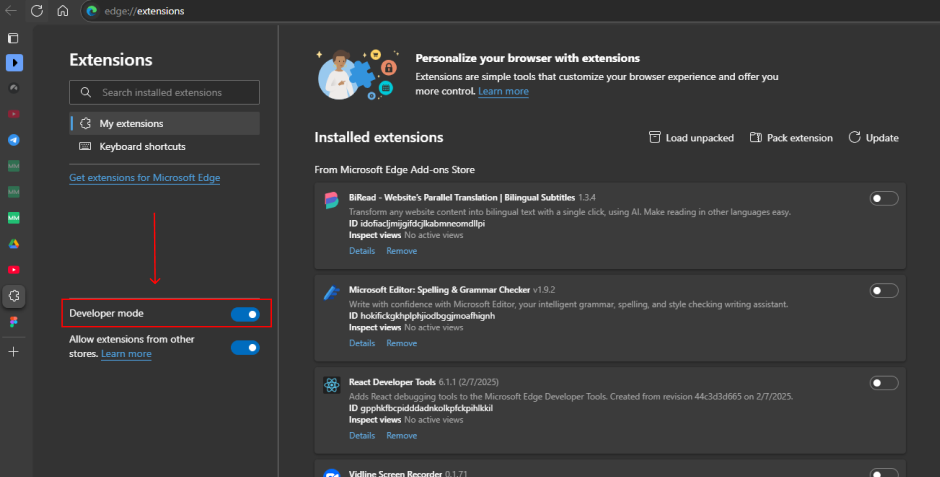 edge://extensions
Extensions
Search installed extensions
My extensions
Keyboard shortcuts
Get extensions for Microsoft Edge
Developer mode
Allow extensions from other
stores. Learn more
Personalize your browser with extensions
Extensions are simple tools that customize your browser experience and offer you
more control. Learn more
Installed extensions
Load unpacked
Pack extension
Update
From Microsoft Edge Add-ons Store
BiRead - Website's Parallel Translation | Bilingual Subtitles 1.3.4
Transform any website content into bilingual text with a single click, using AI. Make reading in other languages easy.
ID idofiacljmijgifdcjlkabmneomdllpi
Inspect views No active views
Details Remove
Microsoft Editor: Spelling & Grammar Checker v1.9.2
Write with confidence with Microsoft Editor, your intelligent grammar, spelling, and style checking writing assistant.
ID hokifickgkhplphjiodbggjmoafhignh
Inspect views No active views
Details Remove
React Developer Tools 6.1.1 (2/7/2025)
Adds React debugging tools to the Microsoft Edge Developer Tools. Created from revision 44c3d3d665 on 2/7/2025.
ID gpphkfbcpidddadnkolkpfckpihlkkil
Inspect views No active views
Details Remove
Vidline Screen Recorder 0.1.71